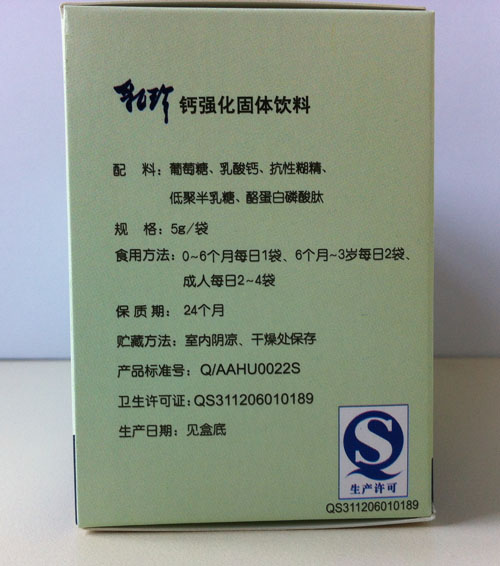 乳珍 钙强化固体饮料
配 料：葡萄糖、乳酸钙、抗性糊精、
低聚半乳糖、酪蛋白磷酸肽
规 格：5g/袋
食用方法：0~6个月每日1袋、6个月~3岁每日2袋、
成人每日2~4袋
保 质 期：24个月
贮藏方法：室内阴凉、干燥处保存
产品标准号：Q/AAHU0022S
卫生许可证：QS311206010189
生产日期：见盒底
QS
生产许可
QS311206010189